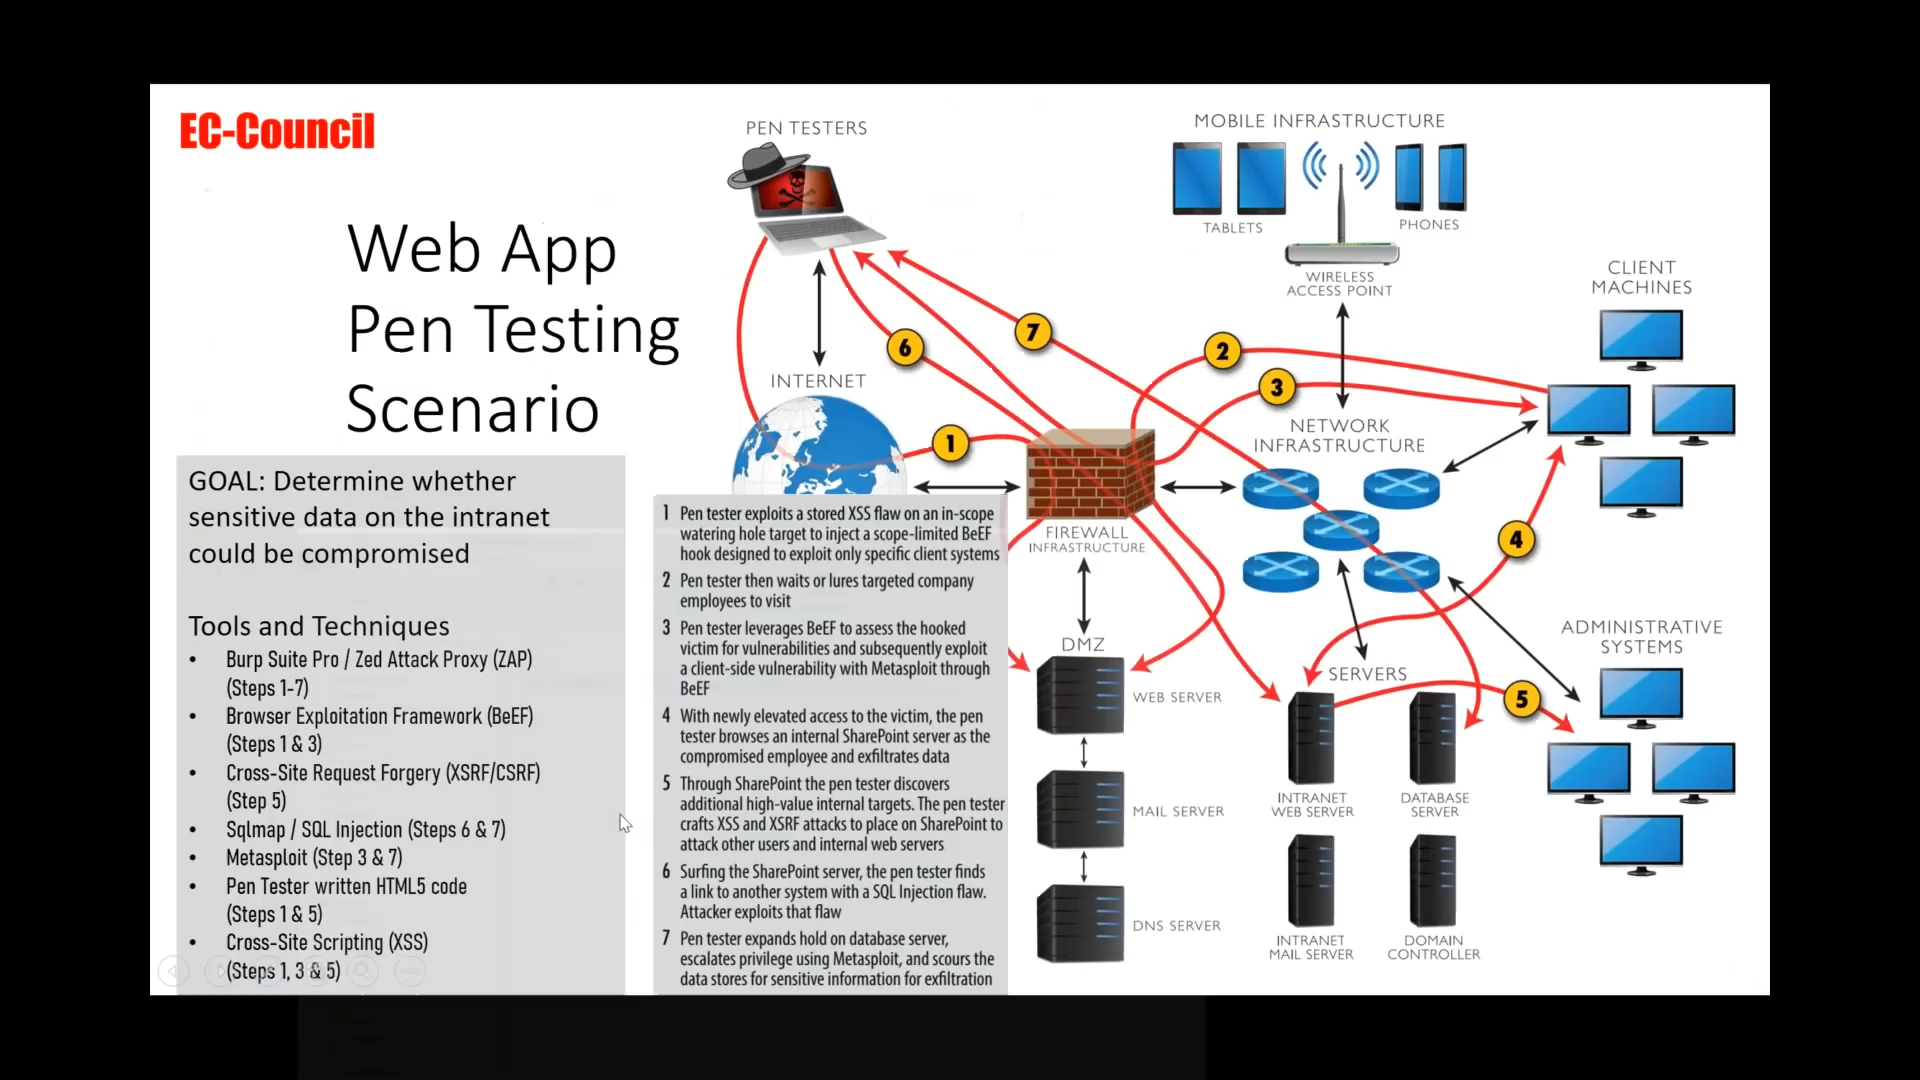 EC-Council
Web App
Pen Testing
Scenario
GOAL: Determine whether
sensitive data on the intranet
could be compromised
Tools and Techniques
• Burp Suite Pro / Zed Attack Proxy (ZAP)
(Steps 1-7)
• Browser Exploitation Framework (BeEF)
(Steps 1 & 3)
• Cross-Site Request Forgery (XSRF/CSRF)
(Step 5)
• Sqlmap / SQL Injection (Steps 6 & 7)
• Metasploit (Step 3 & 7)
• Pen Tester written HTML5 code
(Steps 1 & 5)
• Cross-Site Scripting (XSS)
(Steps 1, 3 & 5)
1 Pen tester exploits a stored XSS flaw on an in-scope
watering hole target to inject a scope-limited BeEF
hook designed to exploit only specific client systems
2 Pen tester then waits or lures targeted company
employees to visit
3 Pen tester leverages BeEF to assess the hooked
victim for vulnerabilities and subsequently exploit
a client-side vulnerability with Metasploit through
BeEF
4 With newly elevated access to the victim, the pen
tester browses an internal SharePoint server as the
compromised employee and exfiltrates data
5 Through SharePoint the pen tester discovers
additional high-value internal targets. The pen tester
crafts XSS and XSRF attacks to place on SharePoint to
attack other users and internal web servers
6 Surfing the SharePoint server, the pen tester finds
a link to another system with a SQL Injection flaw.
Attacker exploits that flaw
7 Pen tester expands hold on database server,
escalates privilege using Metasploit, and scours the
data stores for sensitive information for exfiltration
PEN TESTERS
INTERNET
MOBILE INFRASTRUCTURE
TABLETS
PHONES
WIRELESS
ACCESS POINT
CLIENT
MACHINES
6
7
2
3
1
4
5
NETWORK
INFRASTRUCTURE
FIREWALL
INFRASTRUCTURE
DMZ
WEB SERVER
MAIL SERVER
DNS SERVER
SERVERS
INTRANET
WEB SERVER
DATABASE
SERVER
INTRANET
MAIL SERVER
DOMAIN
CONTROLLER
ADMINISTRATIVE
SYSTEMS